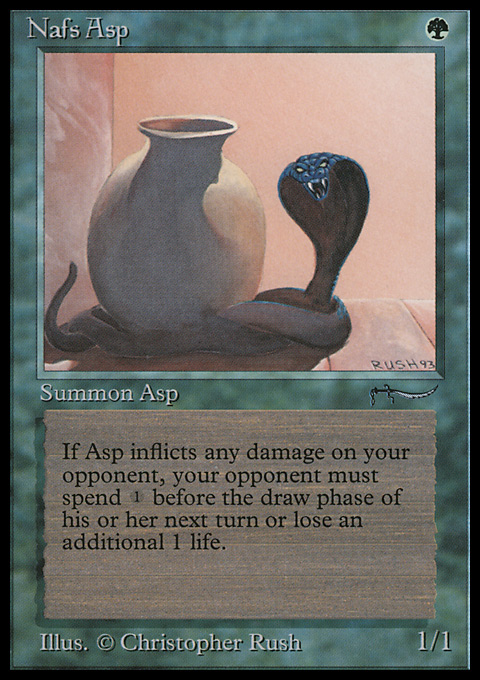 Nafs Asp
RUSH 93
Summon Asp
If Asp inflicts any damage on your
opponent, your opponent must
spend 1 before the draw phase of
his or her next turn or lose an
additional 1 life.
Illus. © Christopher Rush
1/1